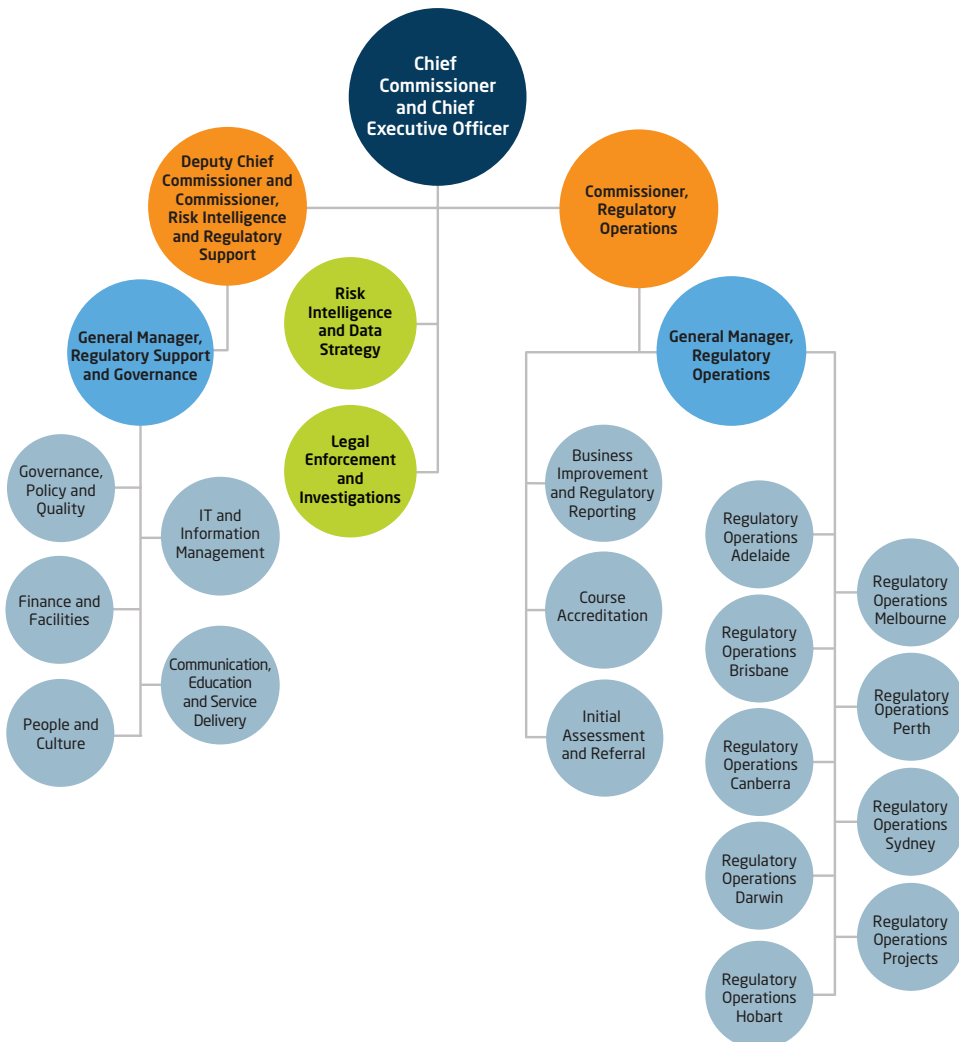 Chief
Commissioner
and Chief
Executive Officer
Deputy Chief
Commissioner and
Commissioner,
Risk Intelligence
and Regulatory
Support
Commissioner,
Regulatory
Operations
Risk
Intelligence
and Data
Strategy
General Manager,
Regulatory Support
and Governance
General Manager,
Regulatory
Operations
Legal
Enforcement
and
Investigations
Governance,
Policy and
Quality
IT and
Information
Management
Finance and
Facilities
Communication,
Education
and Service
Delivery
People and
Culture
Business
Improvement
and Regulatory
Reporting
Course
Accreditation
Initial
Assessment
and Referral
Regulatory
Operations
Adelaide
Regulatory
Operations
Melbourne
Regulatory
Operations
Brisbane
Regulatory
Operations
Perth
Regulatory
Operations
Canberra
Regulatory
Operations
Sydney
Regulatory
Operations
Darwin
Regulatory
Operations
Projects
Regulatory
Operations
Hobart